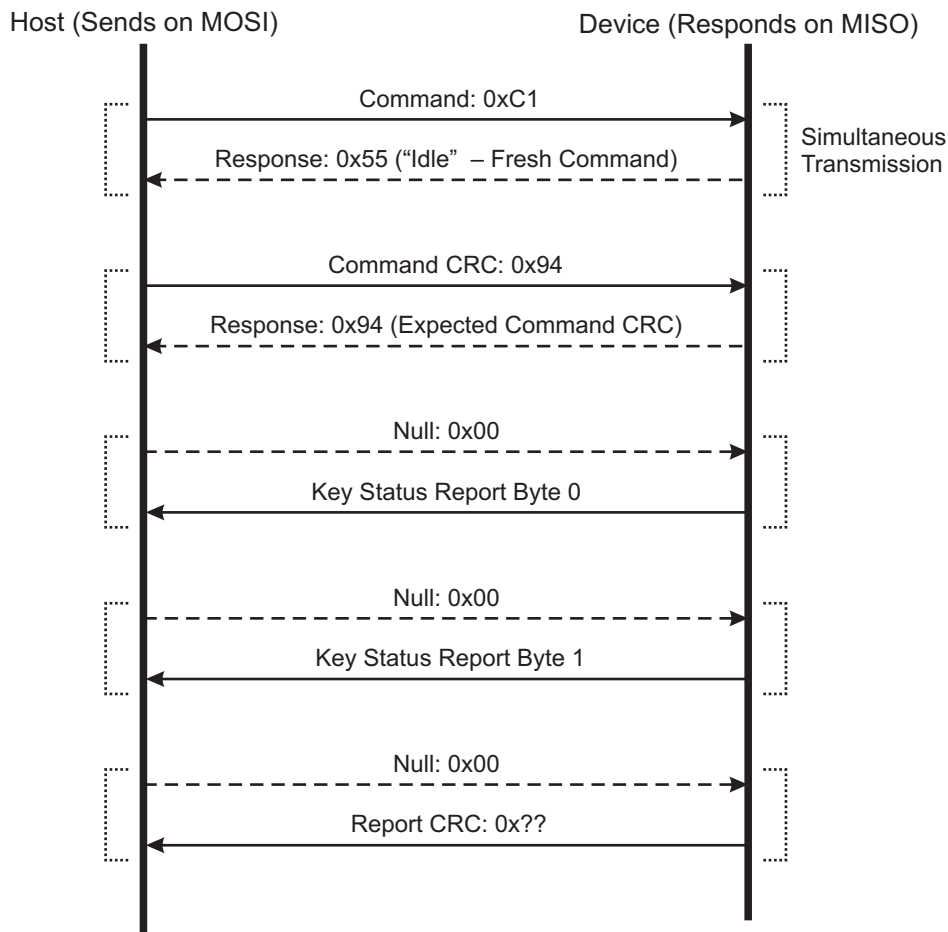 Host (Sends on MOSI)
Device (Responds on MISO)
Command: 0xC1
Simultaneous
Transmission
Response: 0x55 (“Idle” – Fresh Command)
Command CRC: 0x94
Response: 0x94 (Expected Command CRC)
Null: 0x00
Key Status Report Byte 0
Null: 0x00
Key Status Report Byte 1
Null: 0x00
Report CRC: 0x??